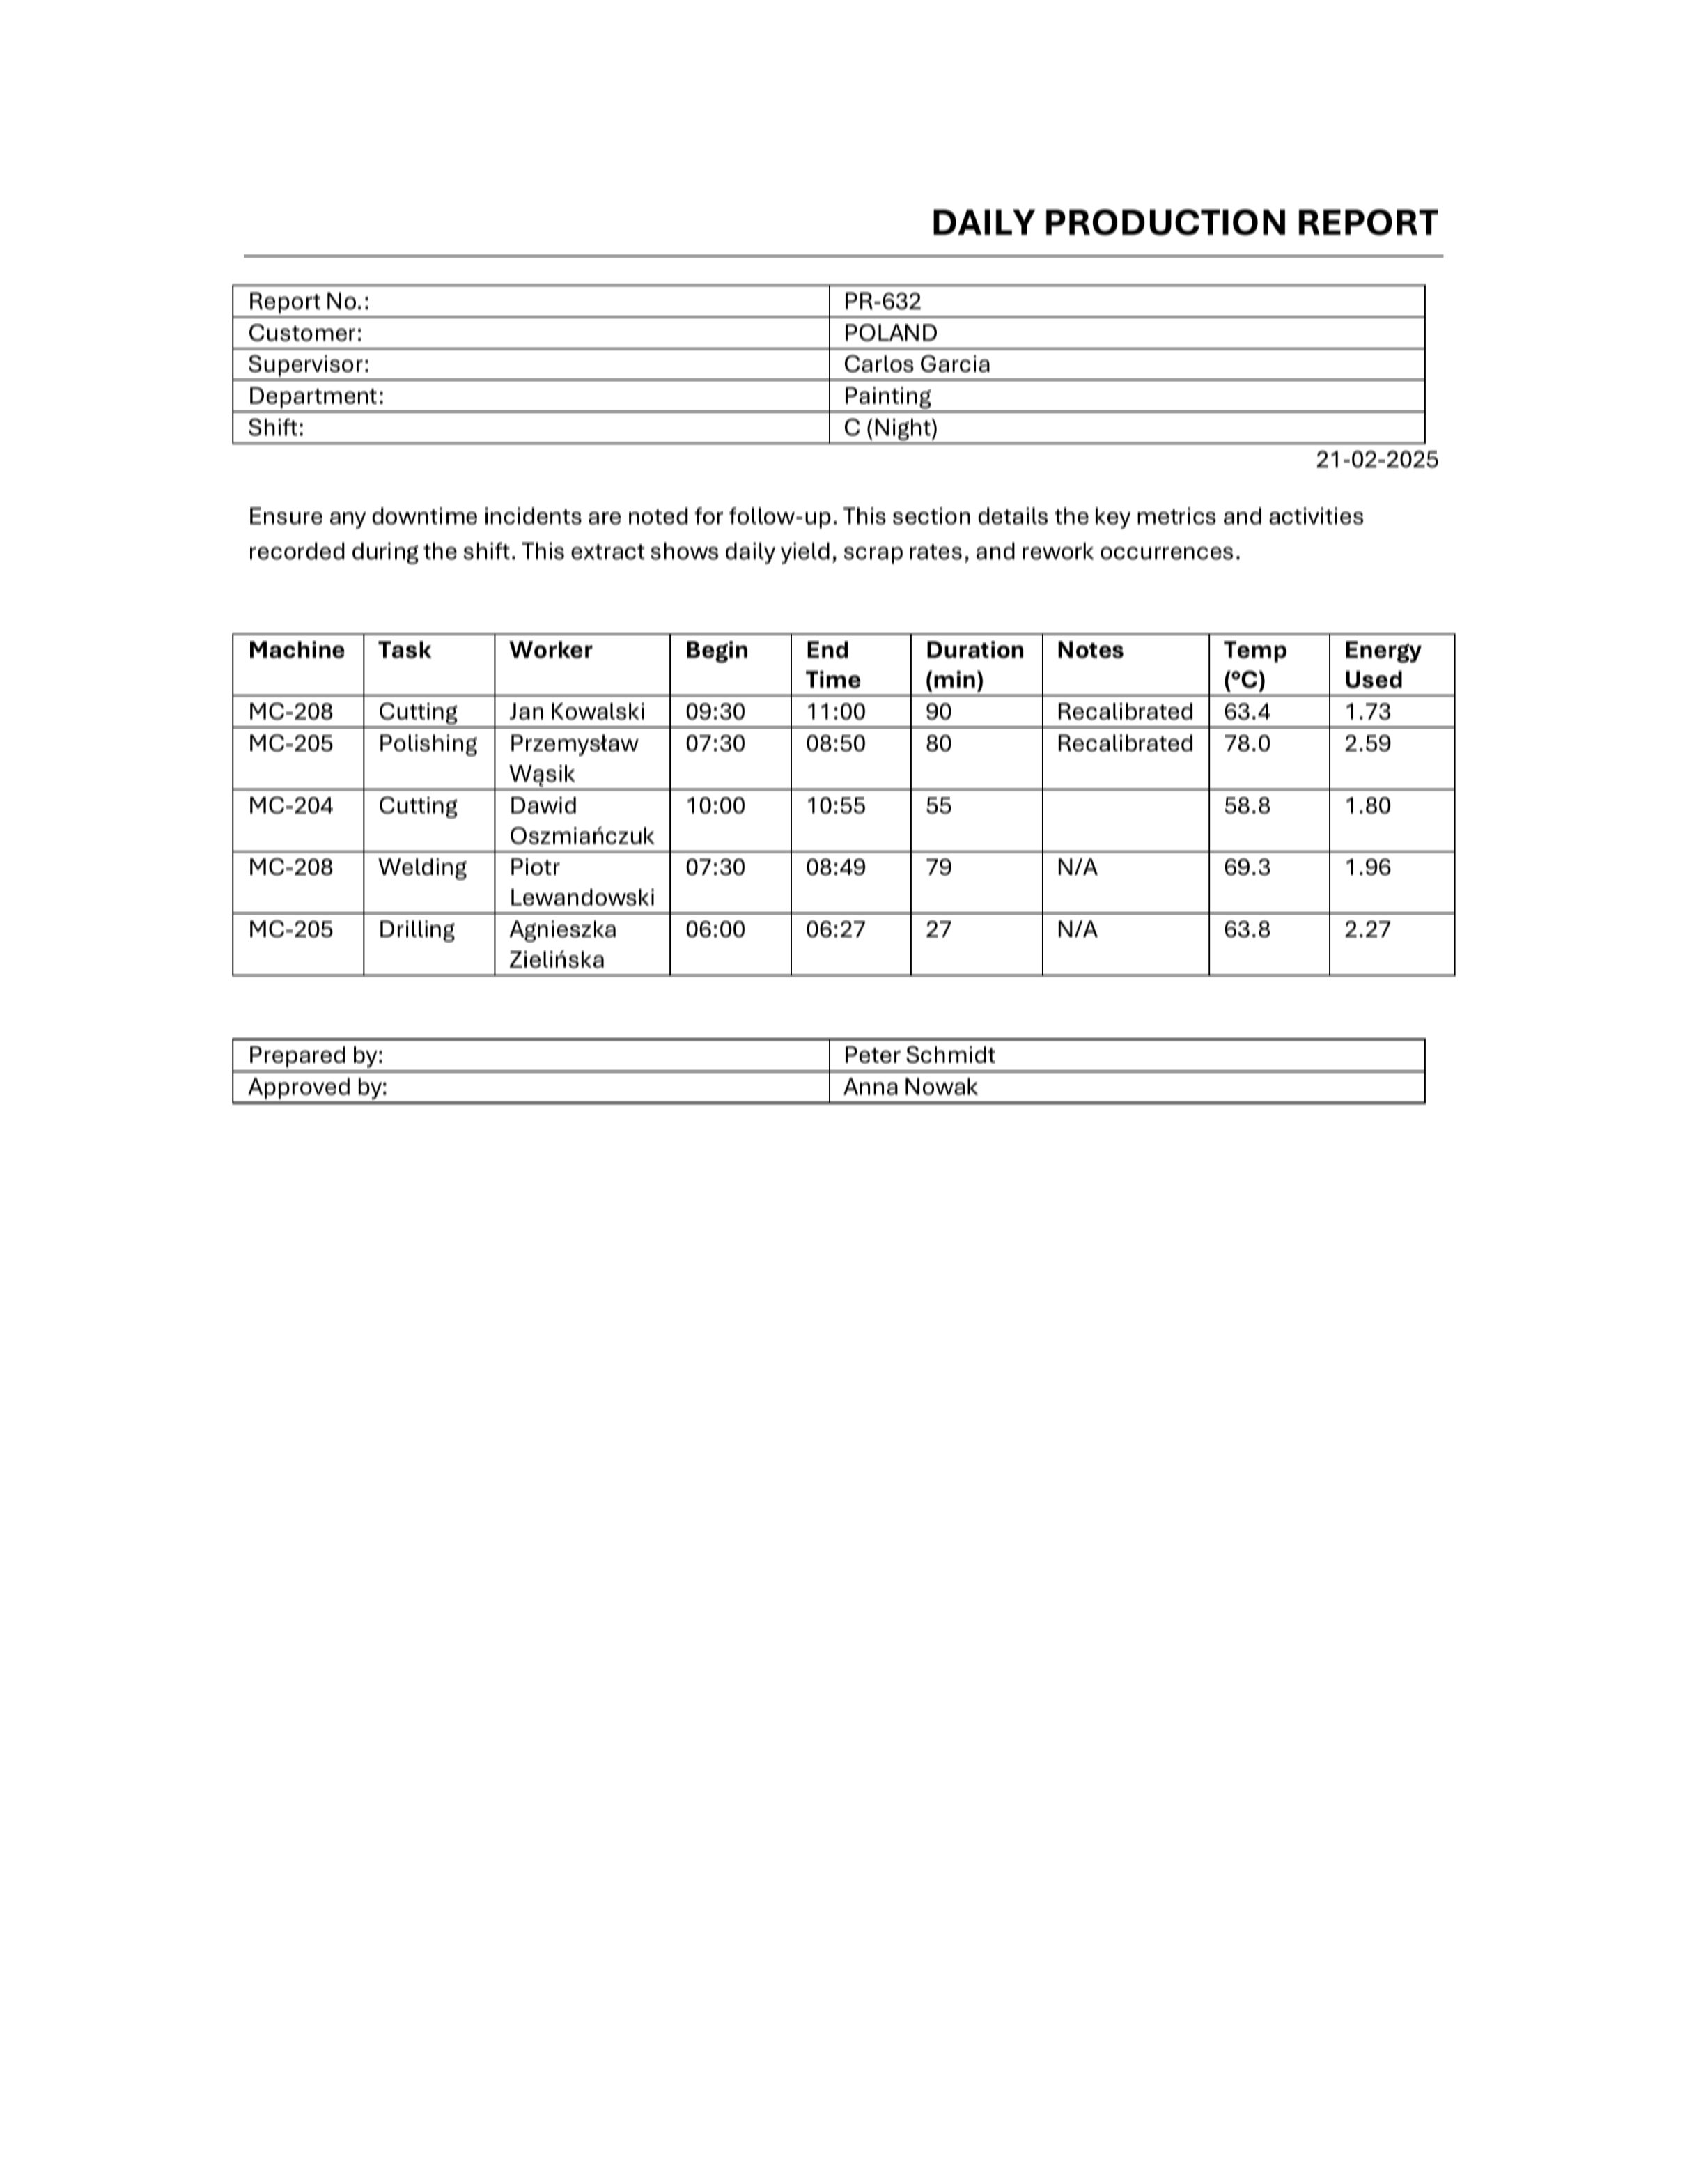 DAILY PRODUCTION REPORT
Report No.: PR-632
Customer: POLAND
Supervisor: Carlos Garcia
Department: Painting
Shift: C (Night)
21-02-2025
Ensure any downtime incidents are noted for follow-up. This section details the key metrics and activities
recorded during the shift. This extract shows daily yield, scrap rates, and rework occurrences.
Machine Task Worker Begin End Duration Notes Temp Energy
Time (min) (°C) Used
MC-208 Cutting Jan Kowalski 09:30 11:00 90 Recalibrated 63.4 1.73
MC-205 Polishing Przemysław 07:30 08:50 80 Recalibrated 78.0 2.59
Wąsik
MC-204 Cutting Dawid 10:00 10:55 55 58.8 1.80
Oszmiańczuk
MC-208 Welding Piotr 07:30 08:49 79 N/A 69.3 1.96
Lewandowski
MC-205 Drilling Agnieszka 06:00 06:27 27 N/A 63.8 2.27
Zielińska
Prepared by: Peter Schmidt
Approved by: Anna Nowak